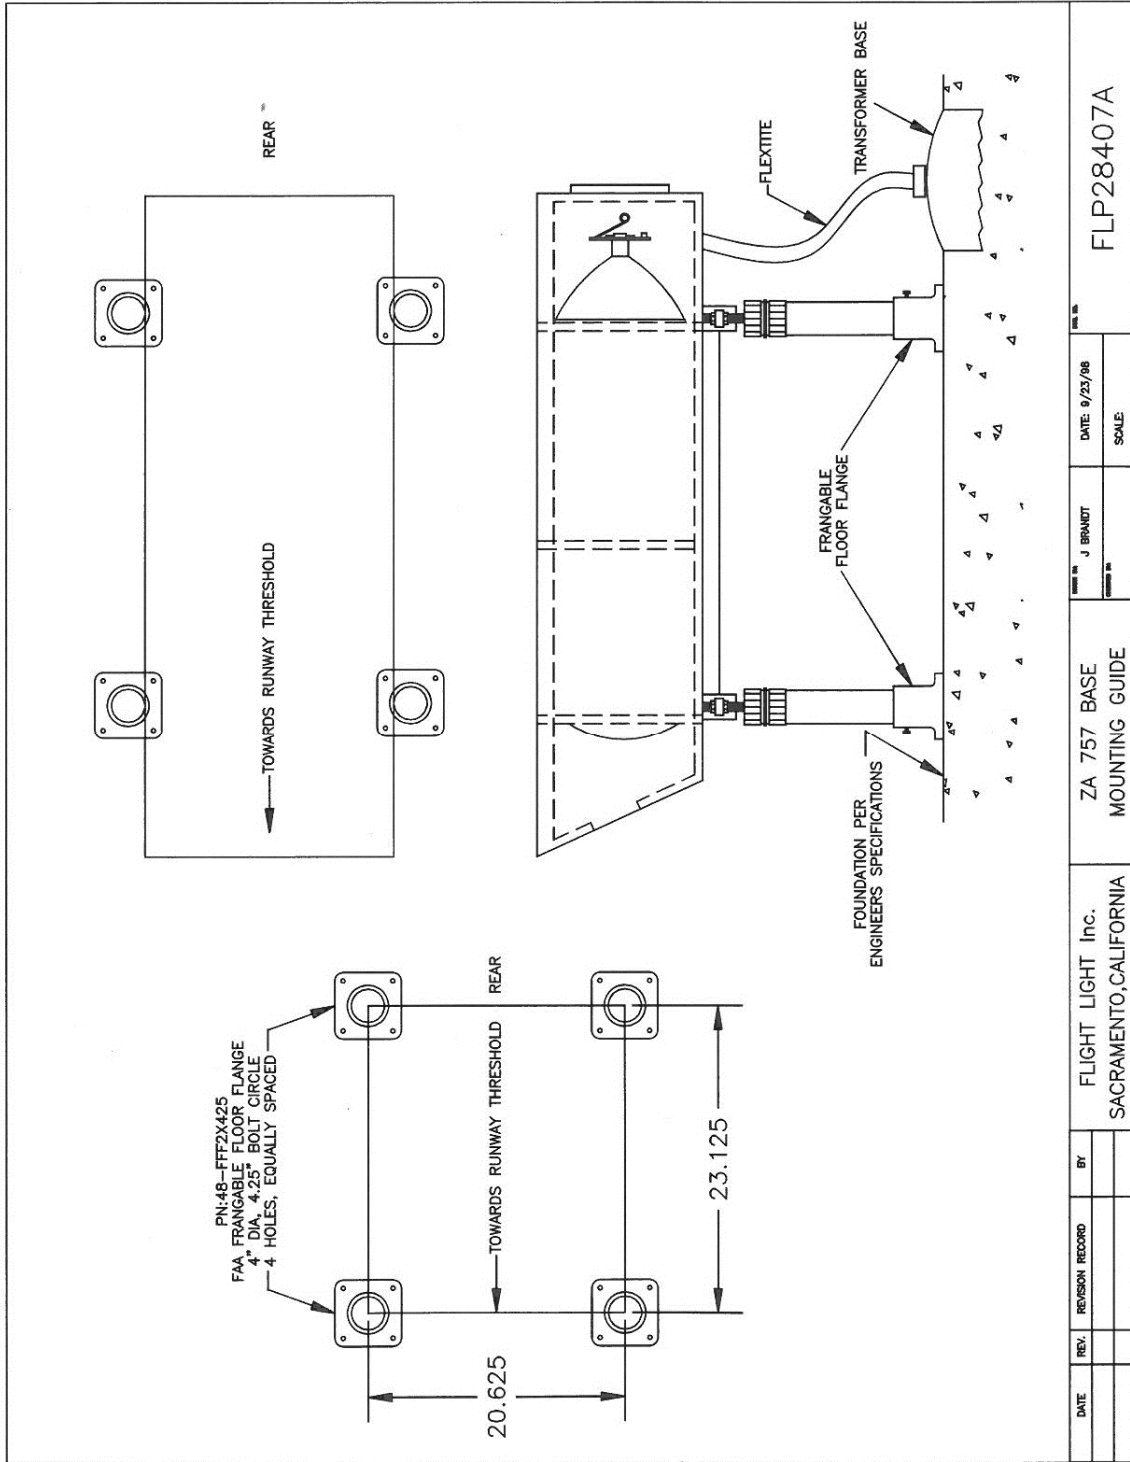 REAR
TOWARDS RUNWAY THRESHOLD
PN:48-FFF2X425
FAA FRANGABLE FLOOR FLANGE
4" DIA, 4.25" BOLT CIRCLE
4 HOLES, EQUALLY SPACED
REAR
TOWARDS RUNWAY THRESHOLD
20.625
23.125
FLEXTITE
TRANSFORMER BASE
FRANGABLE
FLOOR FLANGE
FOUNDATION PER
ENGINEERS SPECIFICATIONS
DATE
REV.
REVISION RECORD
BY
FLIGHT LIGHT Inc.
SACRAMENTO,CALIFORNIA
ZA 757 BASE
MOUNTING GUIDE
J BRANDT
DATE: 9/23/98
SCALE:
FLP28407A